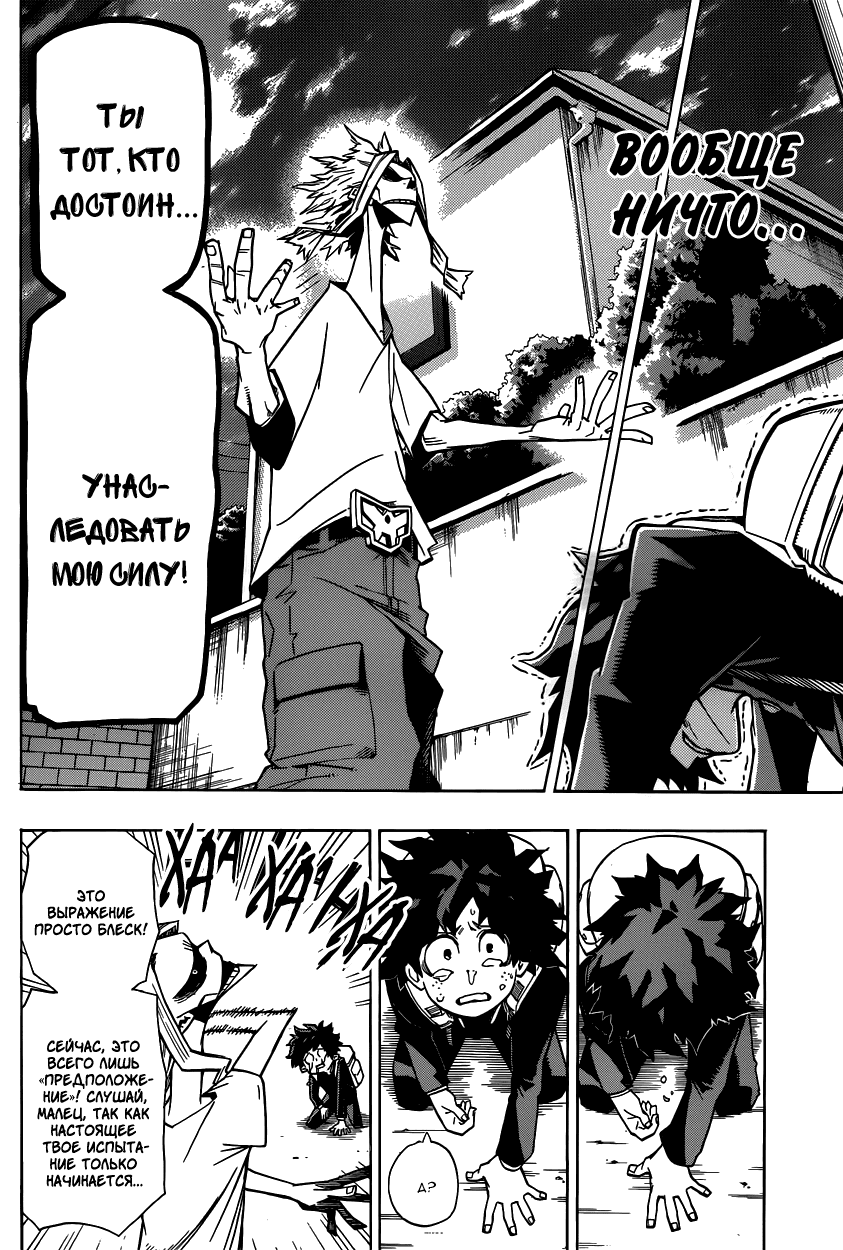 ВООБЩЕ
НИЧТО...
ТЫ
ТОТ, КТО
ДОСТОИН...
УНАС-
ЛЕДОВАТЬ
МОЮ СИЛУ!
А?
ХА
ХА
ХА
ХА
ХА
ЭТО
ВЫРАЖЕНИЕ
ПРОСТО БЛЕСК!
СЕЙЧАС, ЭТО
ВСЕГО ЛИШЬ
«ПРЕДПОЛОЖЕ-
НИЕ»! СЛУШАЙ,
МАЛЕЦ, ТАК КАК
НАСТОЯЩЕЕ
ТВОЕ ИСПЫТА-
НИЕ ТОЛЬКО
НАЧИНАЕТСЯ...